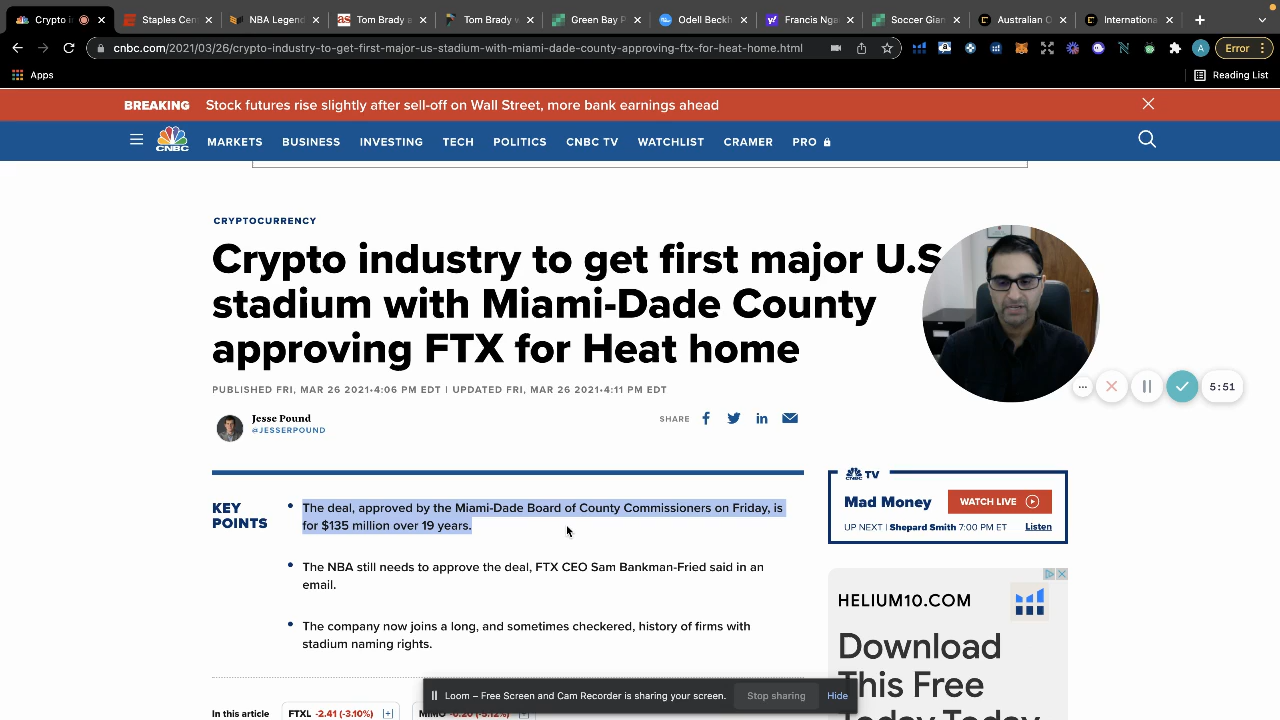 Crypto in
Staples Cen
NBA Legend
Tom Brady a
Tom Brady w
Green Bay P
Odell Beckh
Francis Nga
Soccer Gian
Australian O
Internationa
cnbc.com/2021/03/26/crypto-industry-to-get-first-major-us-stadium-with-miami-dade-county-approving-ftx-for-heat-home.html
A
Error
Apps
Reading List
BREAKING Stock futures rise slightly after sell-off on Wall Street, more bank earnings ahead
CNBC
MARKETS BUSINESS INVESTING TECH POLITICS CNBC TV WATCHLIST CRAMER PRO
CRYPTOCURRENCY
Crypto industry to get first major U.S
stadium with Miami-Dade County
approving FTX for Heat home
PUBLISHED FRI, MAR 26 2021•4:06 PM EDT | UPDATED FRI, MAR 26 2021•4:11 PM EDT
Jesse Pound
@JESSERPOUND
SHARE
5:51
KEY
POINTS
• The deal, approved by the Miami-Dade Board of County Commissioners on Friday, is
for $135 million over 19 years.
• The NBA still needs to approve the deal, FTX CEO Sam Bankman-Fried said in an
email.
• The company now joins a long, and sometimes checkered, history of firms with
stadium naming rights.
CNBC TV
Mad Money WATCH LIVE
UP NEXT | Shepard Smith 7:00 PM ET Listen
HELIUM10.COM
Download
This Free
Loom – Free Screen and Cam Recorder is sharing your screen. Stop sharing Hide
In this article FTXL -2.41 (-3.10%)